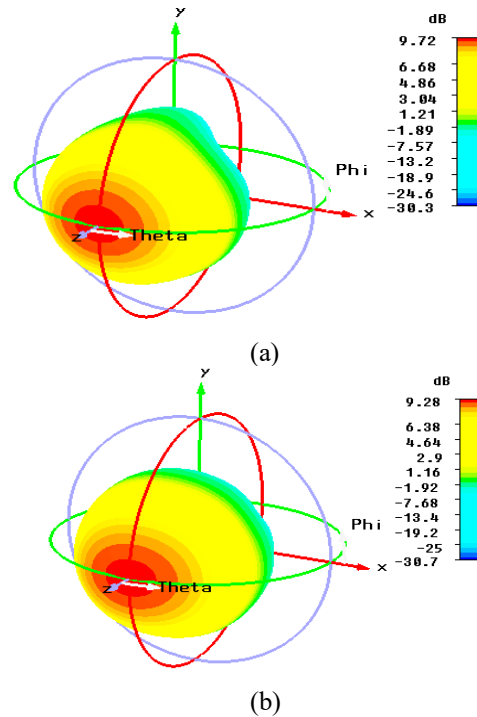 y
dB
9.72
6.68
4.86
3.04
1.21
-1.89
-7.57
-13.2
-18.9
-24.6
-30.3
Phi
x
z Theta
(a)
y
dB
9.28
6.38
4.64
2.9
1.16
-1.92
-7.68
-13.4
-19.2
-25
-30.7
Phi
x
z Theta
(b)